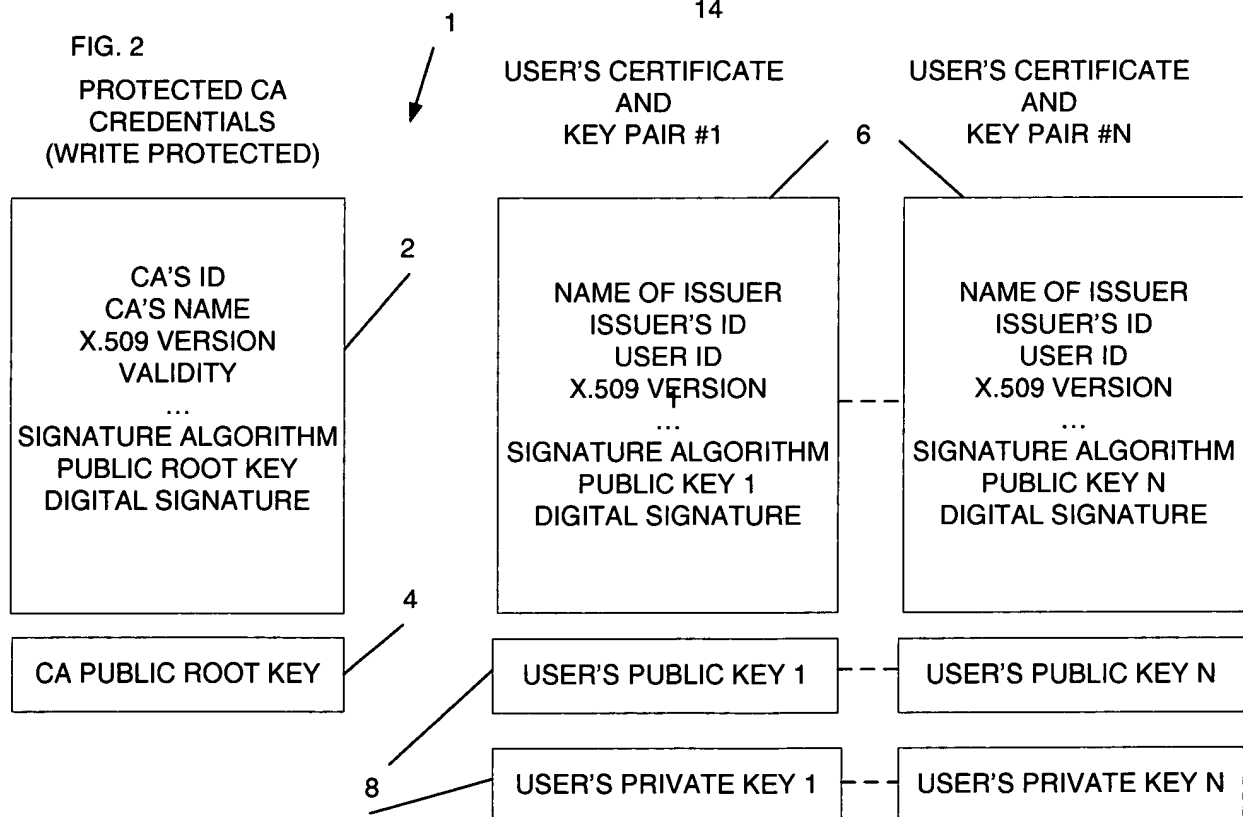 14
1
FIG. 2
PROTECTED CA
CREDENTIALS
(WRITE PROTECTED)
USER'S CERTIFICATE
AND
KEY PAIR #1
USER'S CERTIFICATE
AND
KEY PAIR #N
6
2
CA'S ID
CA'S NAME
X.509 VERSION
VALIDITY
...
SIGNATURE ALGORITHM
PUBLIC ROOT KEY
DIGITAL SIGNATURE
NAME OF ISSUER
ISSUER'S ID
USER ID
X.509 VERSION
...
SIGNATURE ALGORITHM
PUBLIC KEY 1
DIGITAL SIGNATURE
NAME OF ISSUER
ISSUER'S ID
USER ID
X.509 VERSION
...
SIGNATURE ALGORITHM
PUBLIC KEY N
DIGITAL SIGNATURE
4
CA PUBLIC ROOT KEY
USER'S PUBLIC KEY 1
USER'S PUBLIC KEY N
8
USER'S PRIVATE KEY 1
USER'S PRIVATE KEY N